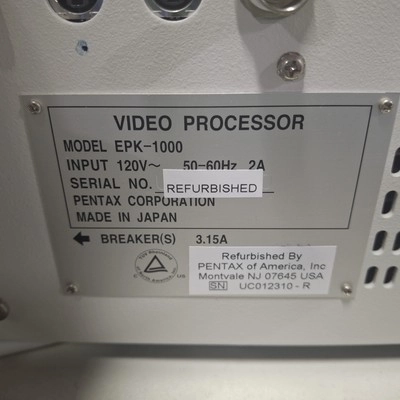 VIDEO PROCESSOR
MODEL EPK-1000
INPUT 120V~ 50-60Hz 2A
SERIAL NO. REFURBISHED
PENTAX CORPORATION
MADE IN JAPAN
← BREAKER(S) 3.15A
Refurbished By
PENTAX of America, Inc
Montvale NJ 07645 USA
SN UC012310 - R